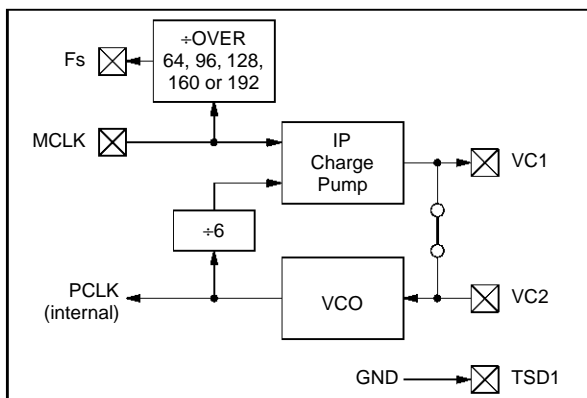 ÷OVER
64, 96, 128,
160 or 192
Fs
MCLK
IP
Charge
Pump
VC1
÷6
PCLK
(internal)
VCO
VC2
GND
TSD1